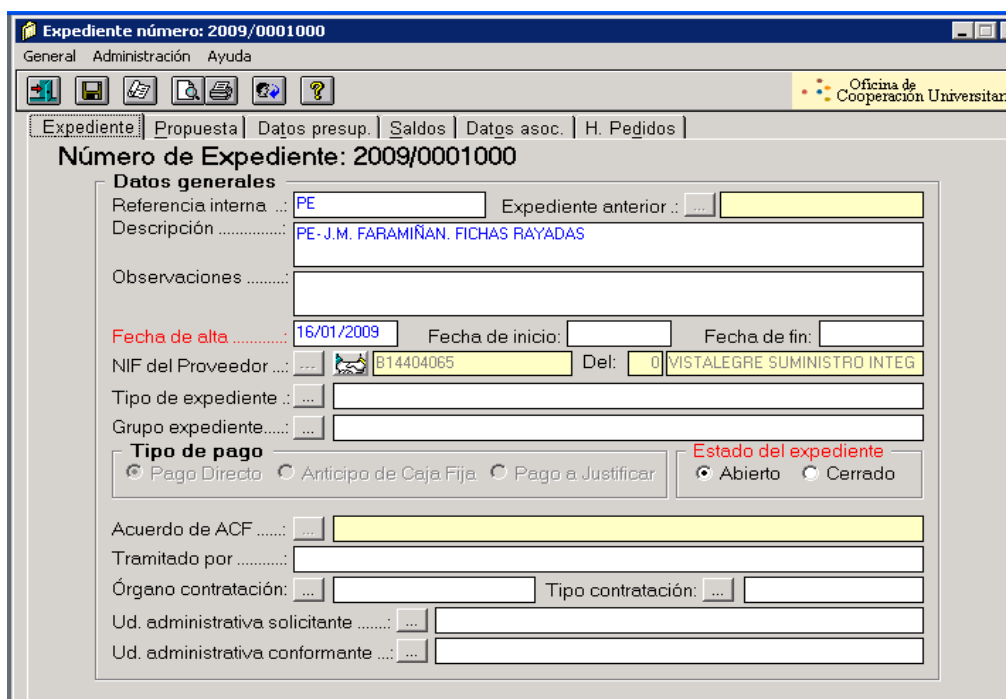 Expediente número: 2009/0001000
General Administración Ayuda
Oficina de
Cooperación Universitar
Expediente Propuesta Datos presup. Saldos Datos asoc. H. Pedidos
Número de Expediente: 2009/0001000
Datos generales
Referencia interna ..: PE Expediente anterior .: ...
Descripción ..............: PE- J.M. FARAMIÑAN. FICHAS RAYADAS
Observaciones .........:
Fecha de alta ...........: 16/01/2009 Fecha de inicio: Fecha de fin:
NIF del Proveedor ...: ... B14404065 Del: 0 VISTALEGRE SUMINISTRO INTEG
Tipo de expediente .: ...
Grupo expediente.....: ...
Tipo de pago Estado del expediente
Pago Directo Anticipo de Caja Fija Pago a Justificar Abierto Cerrado
Acuerdo de ACF ......: ...
Tramitado por ..........:
Órgano contratación: ... Tipo contratación: ...
Ud. administrativa solicitante .......: ...
Ud. administrativa conformante ...: ...